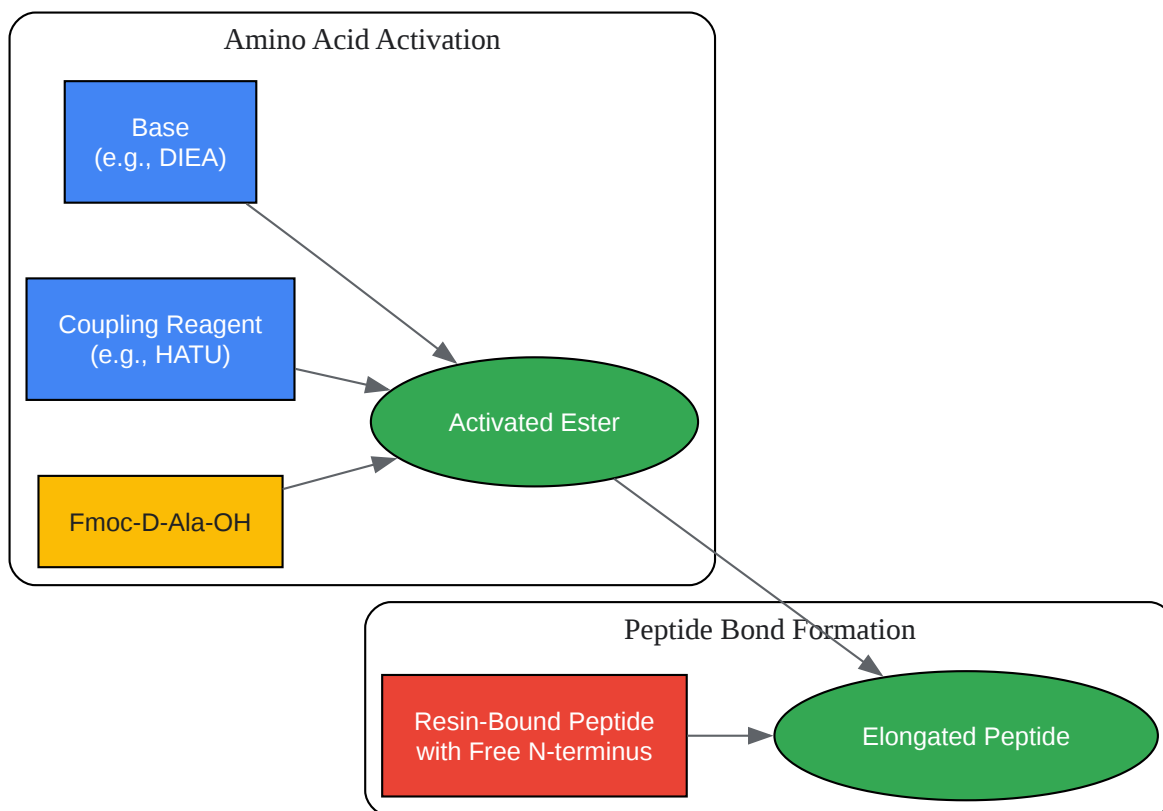 Amino Acid Activation
Base
(e.g., DIEA)
Coupling Reagent
(e.g., HATU)
Activated Ester
Fmoc-D-Ala-OH
Peptide Bond Formation
Resin-Bound Peptide
with Free N-terminus
Elongated Peptide